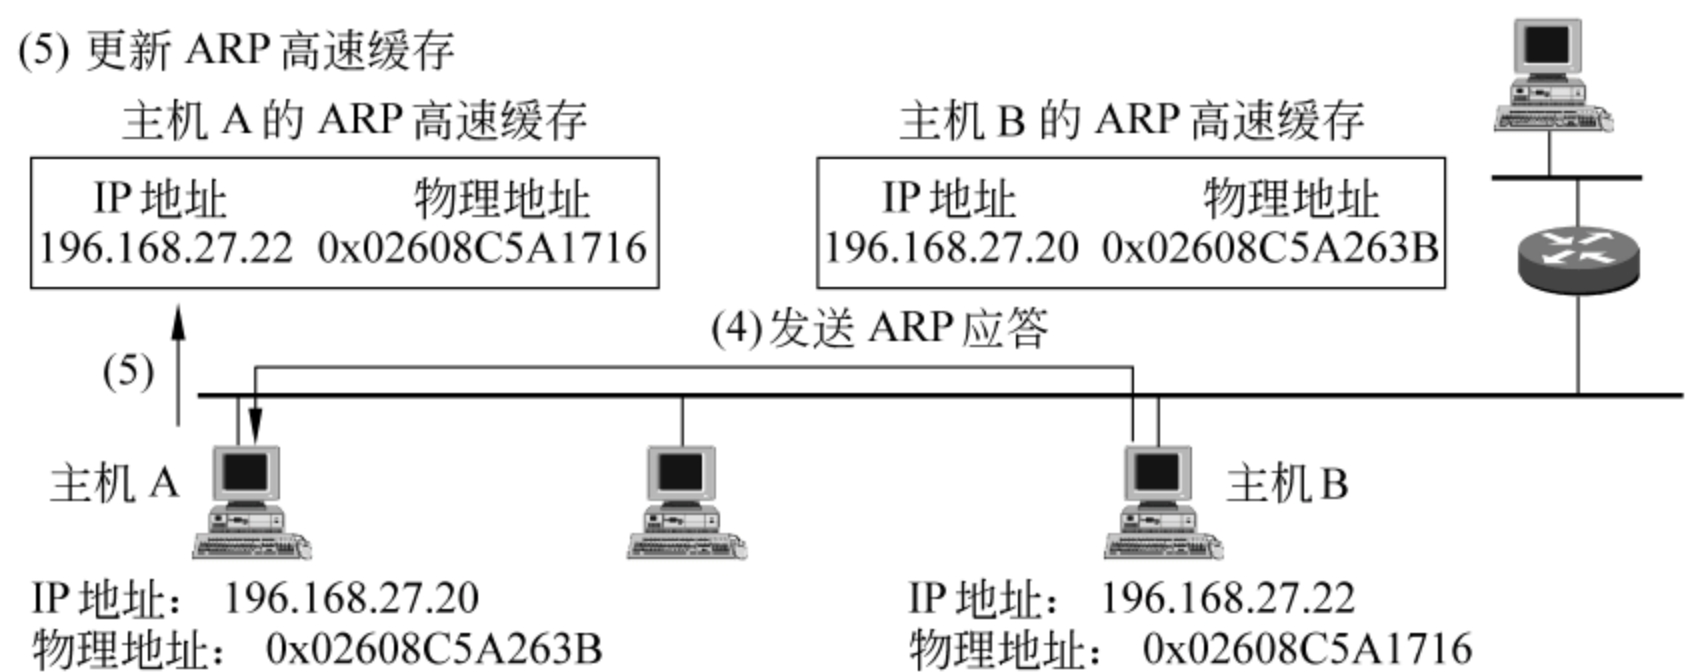 (5) 更新 ARP 高速缓存
主机 A 的 ARP 高速缓存
IP 地址 物理地址
196.168.27.22 0x02608C5A1716
主机 B 的 ARP 高速缓存
IP 地址 物理地址
196.168.27.20 0x02608C5A263B
(4)发送 ARP 应答
(5)
主机 A
主机 B
IP 地址： 196.168.27.20
物理地址： 0x02608C5A263B
IP 地址： 196.168.27.22
物理地址： 0x02608C5A1716